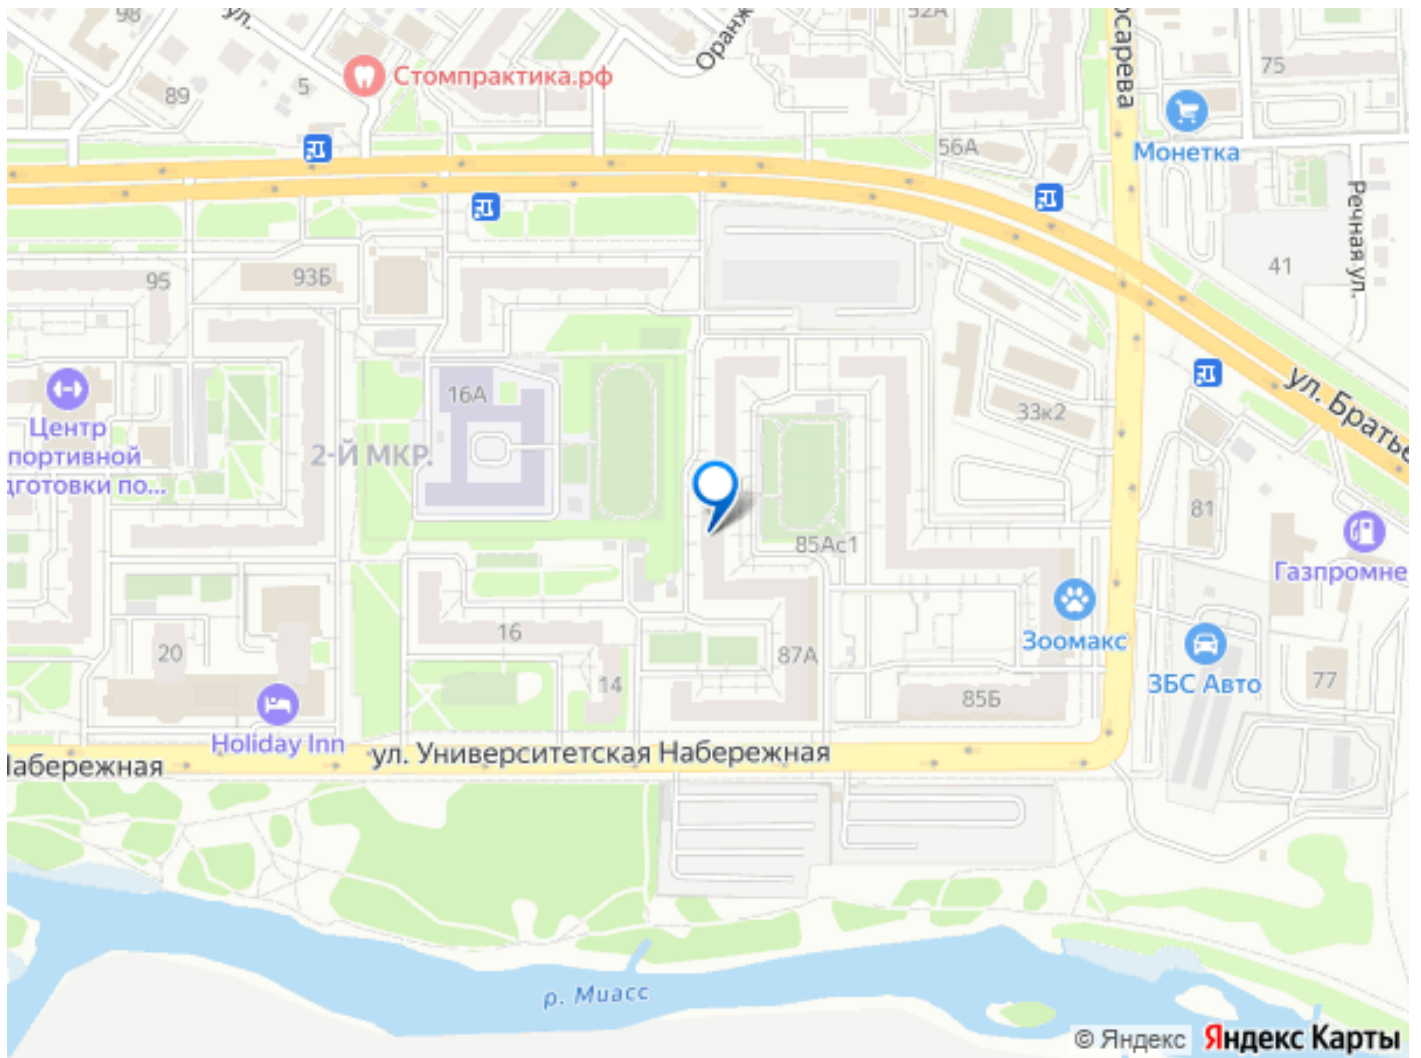 98
ул.
Оранж
52А
осарева
75
89
5
Стомпрактика.рф
56А
Монетка
Речная ул.
41
95
93Б
16А
2-Й МКР.
33к2
ул. Братье
Центр
портивной
дготовки по...
81
85Ас1
Газпромне
Зоомакс
16
20
14
87А
85Б
ЗБС Авто
77
Holiday Inn
ул. Университетская Набережная
Набережная
р. Миасс
© Яндекс Яндекс Карты